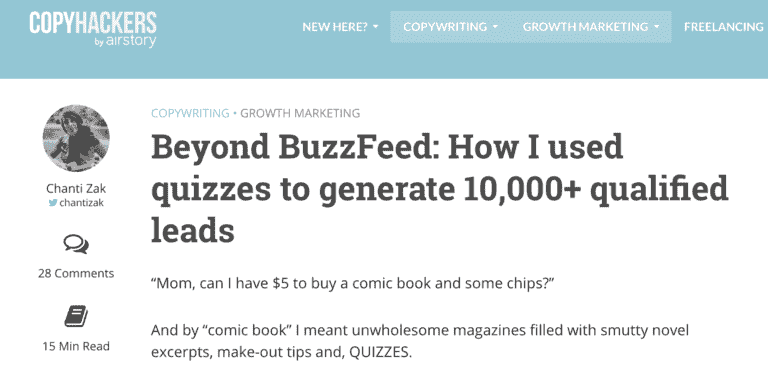 COPYHACKERS
by airstory
NEW HERE?
COPYWRITING
GROWTH MARKETING
FREELANCING
Chanti Zak
chantizak
28 Comments
15 Min Read
COPYWRITING • GROWTH MARKETING
Beyond BuzzFeed: How I used
quizzes to generate 10,000+ qualified
leads
“Mom, can I have $5 to buy a comic book and some chips?”
And by “comic book” I meant unwholesome magazines filled with smutty novel
excerpts, make-out tips and, QUIZZES.